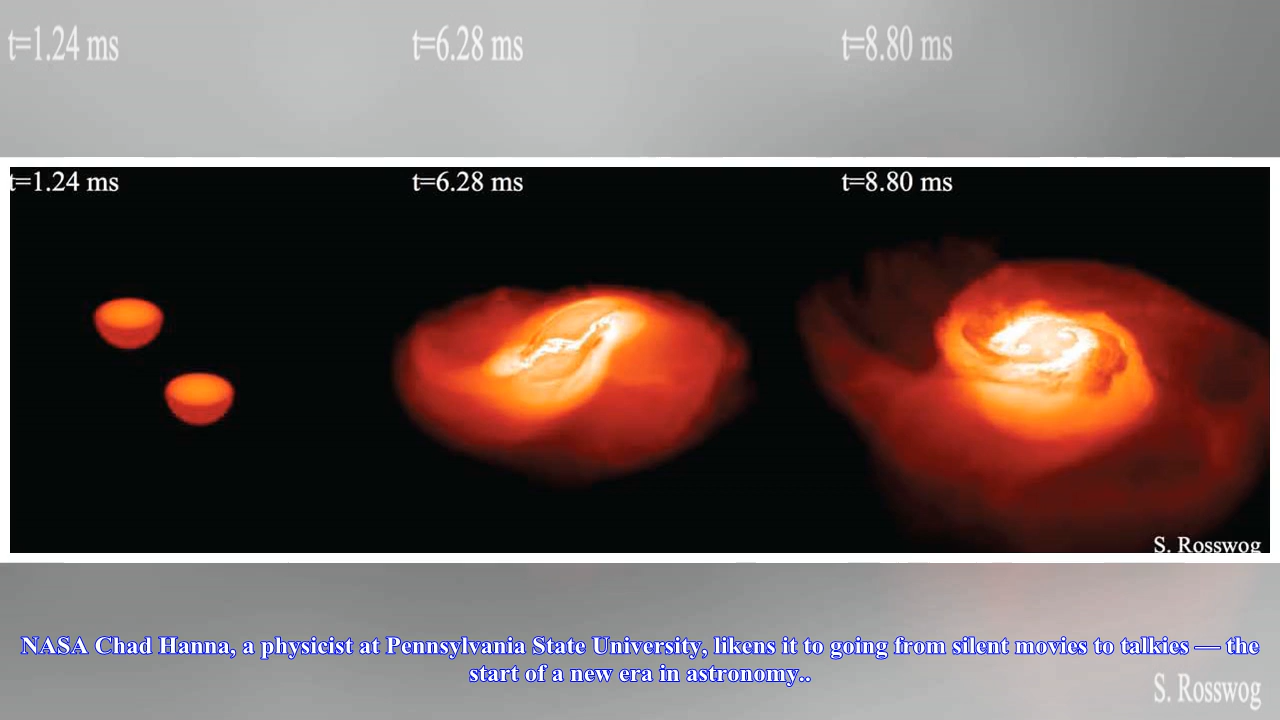 t=1.24 ms t=6.28 ms t=8.80 ms
t=1.24 ms t=6.28 ms t=8.80 ms
S. Rosswog
NASA Chad Hanna, a physicist at Pennsylvania State University, likens it to going from silent movies to talkies — the
start of a new era in astronomy..
S. Rosswog